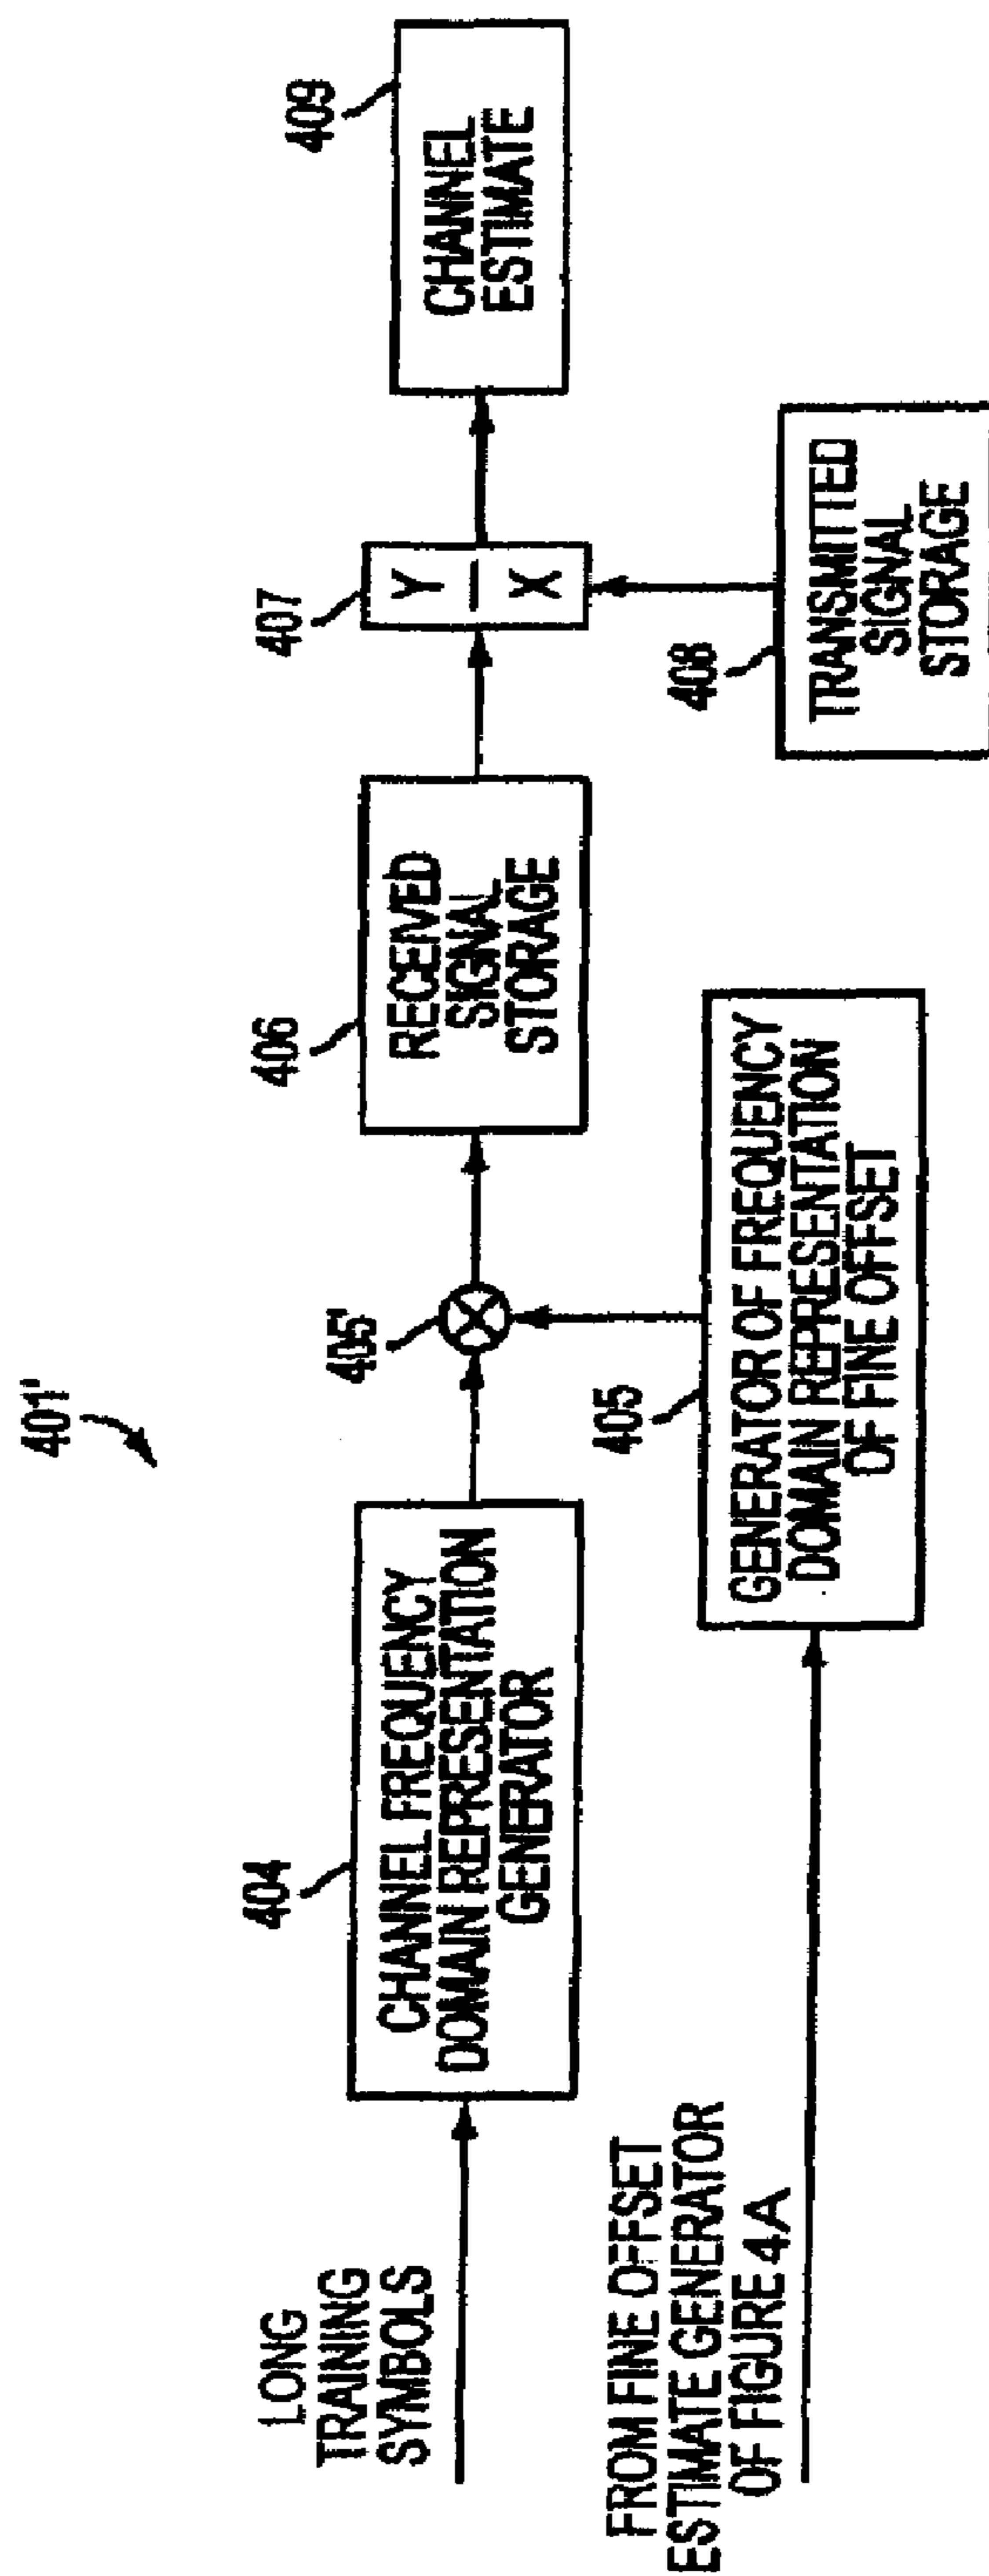 401'
LONG
TRAINING
SYMBOLS
404
CHANNEL FREQUENCY
DOMAIN REPRESENTATION
GENERATOR
405'
406
RECEIVED
SIGNAL
STORAGE
407
Y
X
409
CHANNEL
ESTIMATE
FROM FINE OFFSET
ESTIMATE GENERATOR
OF FIGURE 4A
405
GENERATOR OF FREQUENCY
DOMAIN REPRESENTATION
OF FINE OFFSET
408
TRANSMITTED
SIGNAL
STORAGE